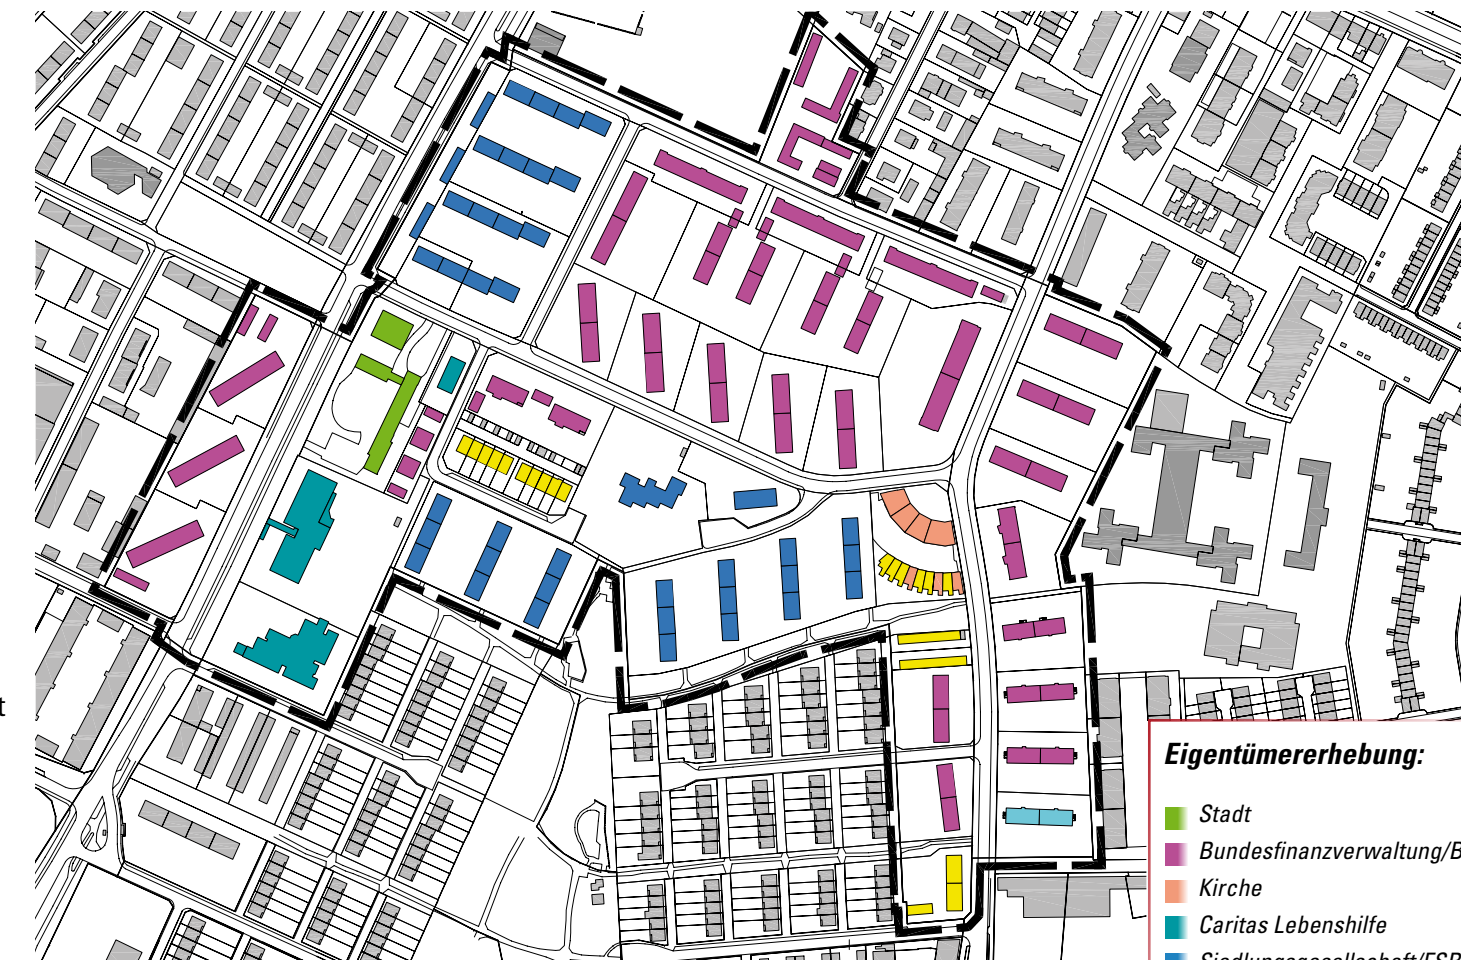 t
Eigentümererhebung:
Stadt
Bundesfinanzverwaltung/B
Kirche
Caritas Lebenshilfe